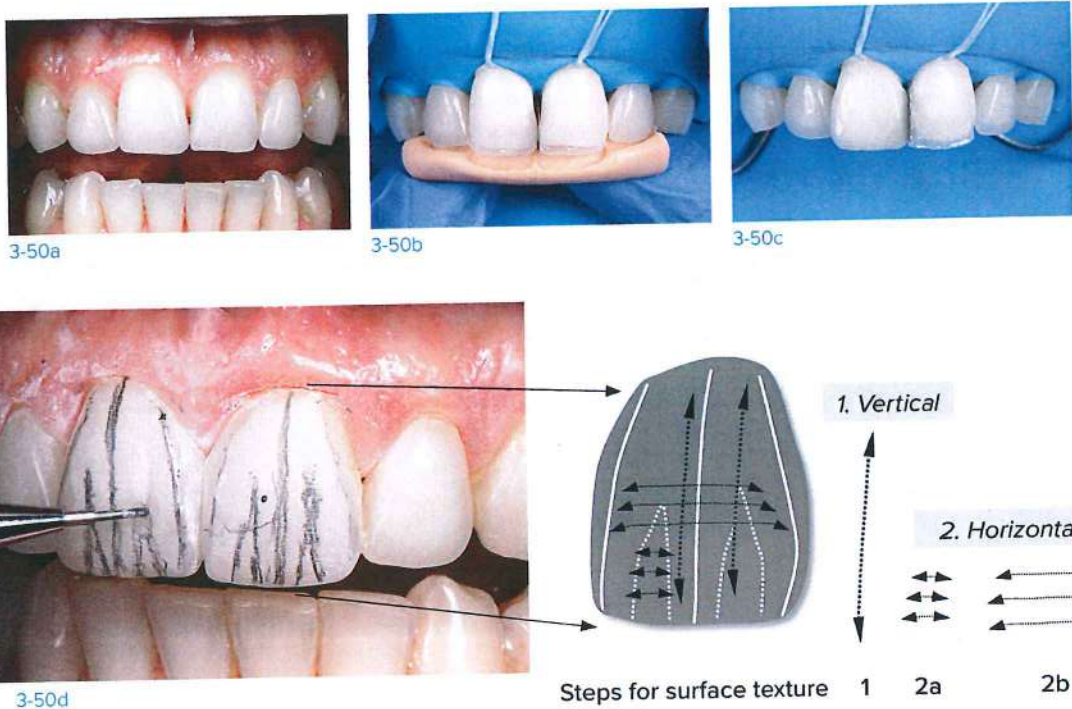 3-50a
3-50b
3-50c
1. Vertical
2. Horizonta
3-50d
Steps for surface texture 1 2a 2b